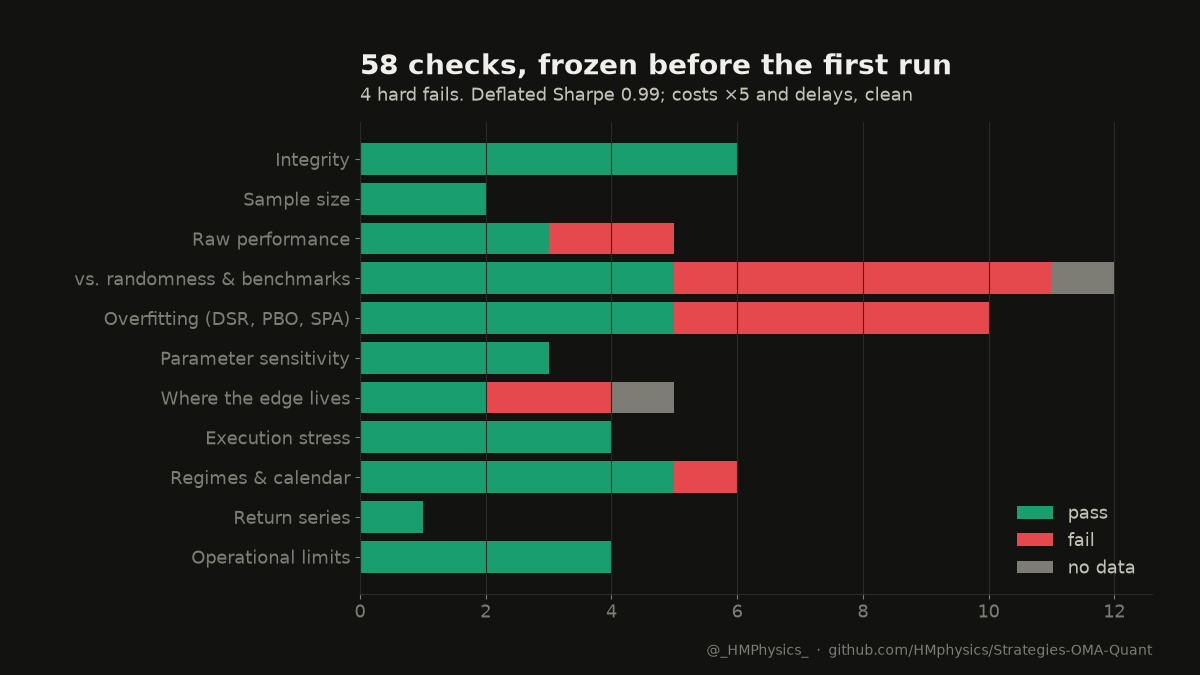 58 checks, frozen before the first run
4 hard fails. Deflated Sharpe 0.99; costs ×5 and delays, clean
Integrity
Sample size
Raw performance
vs. randomness & benchmarks
Overfitting (DSR, PBO, SPA)
Parameter sensitivity
Where the edge lives
Execution stress
Regimes & calendar
Return series
Operational limits
pass
fail
no data
0 2 4 6 8 10 12
@_HMPhysics_ · github.com/HMphysics/Strategies-OMA-Quant